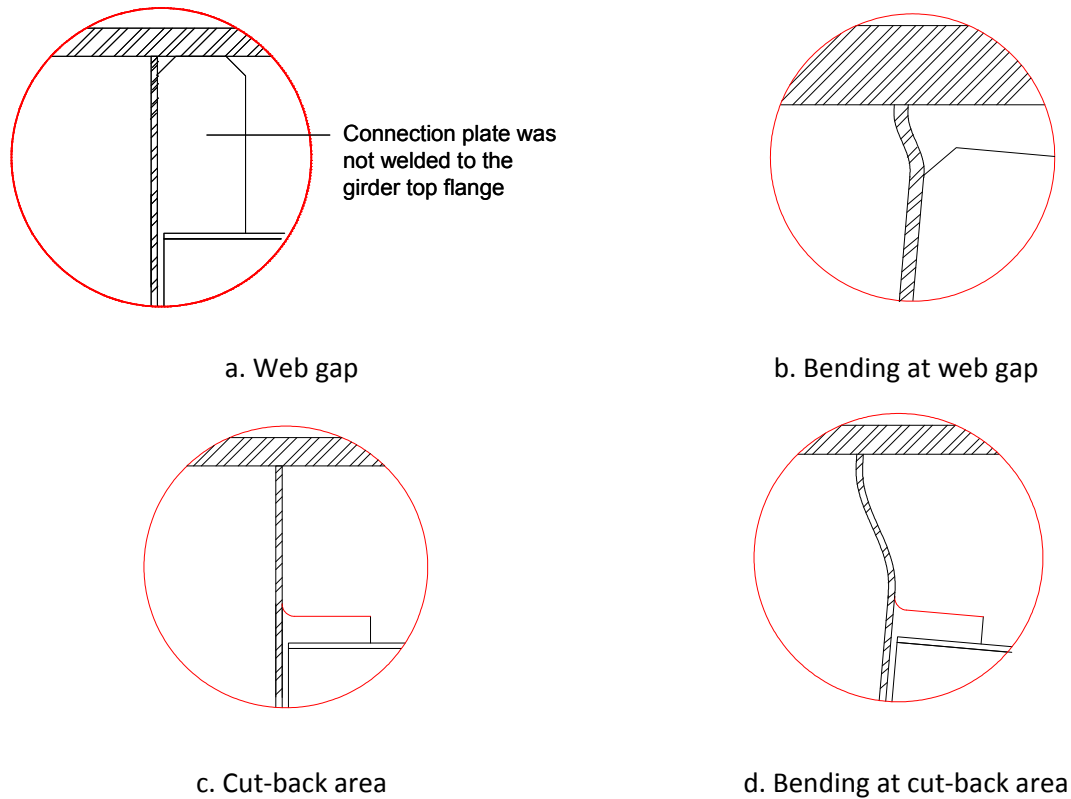 Connection plate was
not welded to the
girder top flange
a. Web gap
b. Bending at web gap
c. Cut-back area
d. Bending at cut-back area